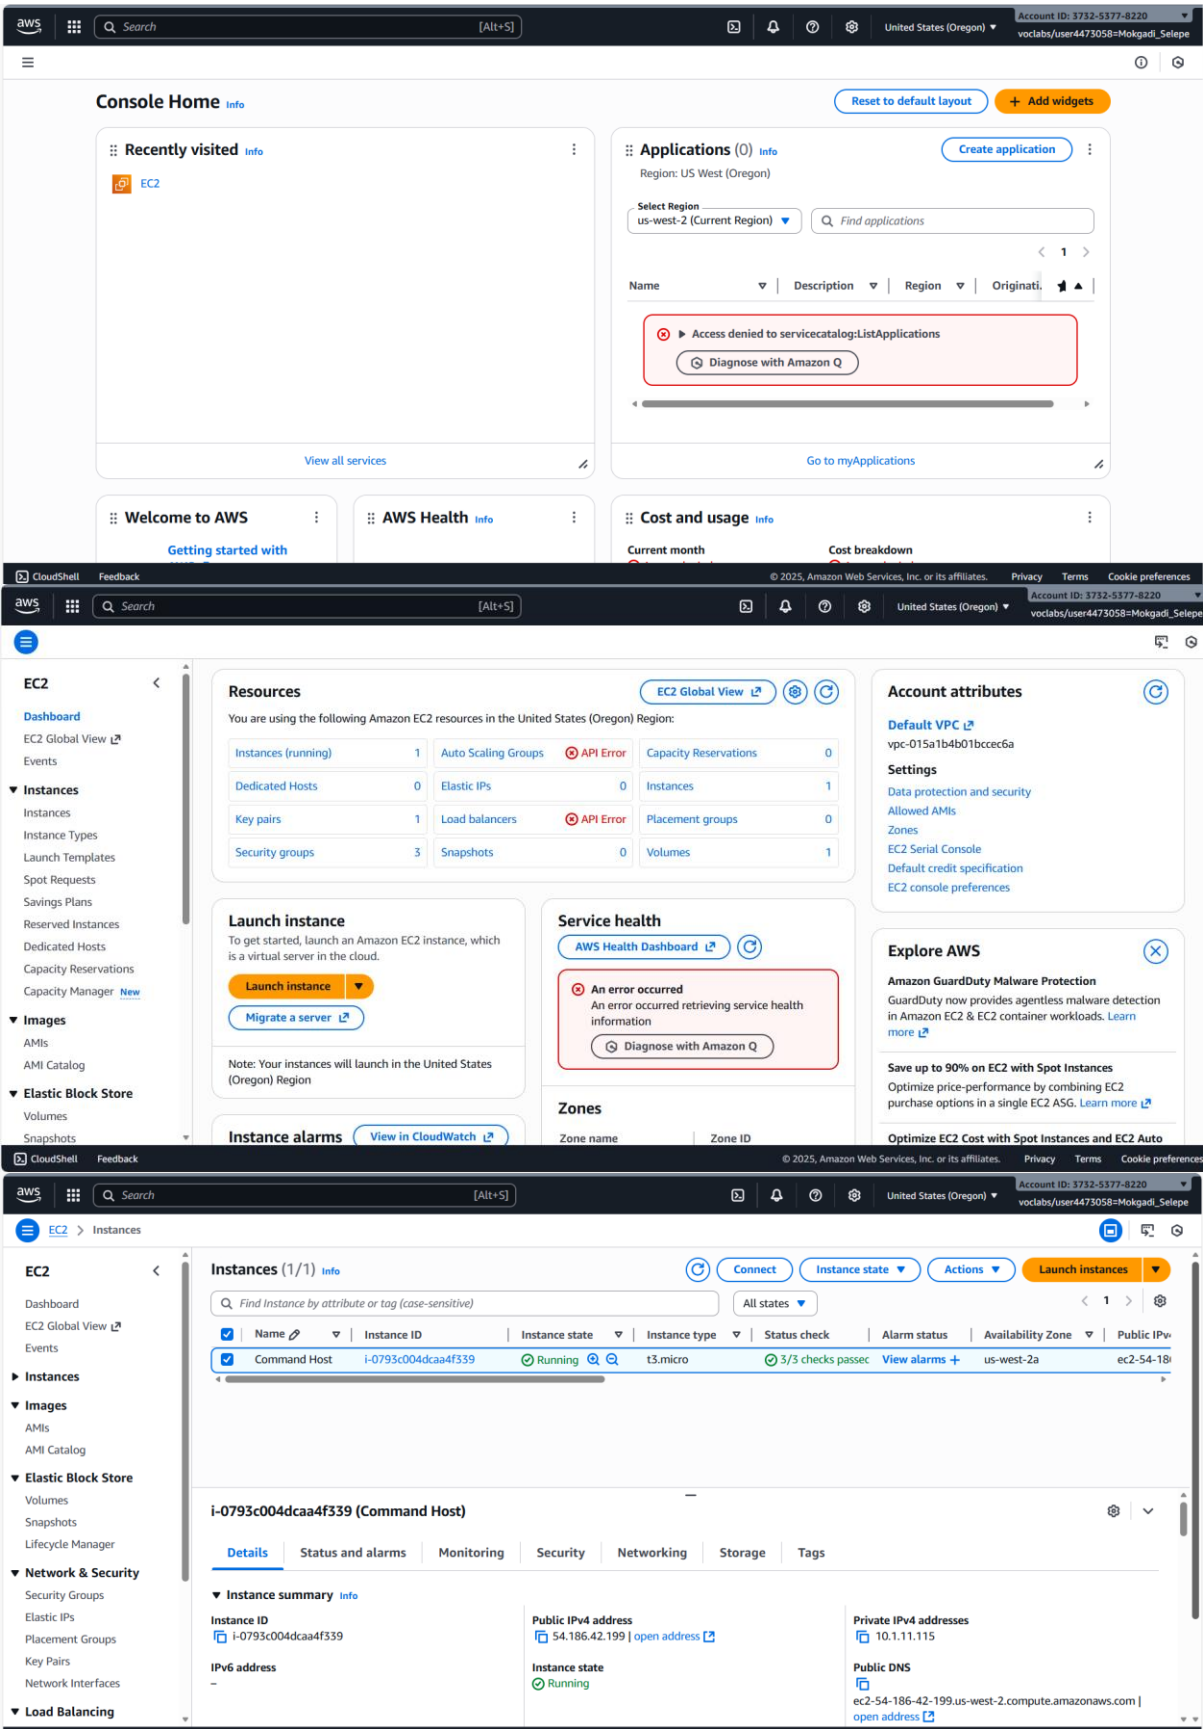 aws
Search
[Alt+S]
United States (Oregon)
Account ID: 3732-5377-8220
voclabs/user4473058=Mokgadi_Selepe
Console Home Info
Reset to default layout
+ Add widgets
Recently visited Info
EC2
View all services
Applications (0) Info
Create application
Region: US West (Oregon)
Select Region
us-west-2 (Current Region)
Find applications
1
Name
Description
Region
Originati.
Access denied to servicecatalog:ListApplications
Diagnose with Amazon Q
Go to myApplications
Welcome to AWS
Getting started with
AWS Health Info
Cost and usage Info
Current month
Cost breakdown
CloudShell Feedback
© 2025, Amazon Web Services, Inc. or its affiliates. Privacy Terms Cookie preferences
aws
Search
[Alt+S]
United States (Oregon)
Account ID: 3732-5377-8220
voclabs/user4473058=Mokgadi_Selepe
EC2
Dashboard
EC2 Global View
Events
Instances
Instances
Instance Types
Launch Templates
Spot Requests
Savings Plans
Reserved Instances
Dedicated Hosts
Capacity Reservations
Capacity Manager New
Images
AMIs
AMI Catalog
Elastic Block Store
Volumes
Snapshots
Resources
EC2 Global View
You are using the following Amazon EC2 resources in the United States (Oregon) Region:
Instances (running) 1 Auto Scaling Groups API Error Capacity Reservations 0
Dedicated Hosts 0 Elastic IPs 0 Instances 1
Key pairs 1 Load balancers API Error Placement groups 0
Security groups 3 Snapshots 0 Volumes 1
Launch instance
To get started, launch an Amazon EC2 instance, which
is a virtual server in the cloud.
Launch instance
Migrate a server
Note: Your instances will launch in the United States
(Oregon) Region
Instance alarms
View in CloudWatch
Service health
AWS Health Dashboard
An error occurred
An error occurred retrieving service health
information
Diagnose with Amazon Q
Zones
Zone name
Zone ID
Account attributes
Default VPC
vpc-015a1b4b01bccec6a
Settings
Data protection and security
Allowed AMIs
Zones
EC2 Serial Console
Default credit specification
EC2 console preferences
Explore AWS
Amazon GuardDuty Malware Protection
GuardDuty now provides agentless malware detection
in Amazon EC2 & EC2 container workloads. Learn
more
Save up to 90% on EC2 with Spot Instances
Optimize price-performance by combining EC2
purchase options in a single EC2 ASG. Learn more
Optimize EC2 Cost with Spot Instances and EC2 Auto
CloudShell Feedback
© 2025, Amazon Web Services, Inc. or its affiliates. Privacy Terms Cookie preferences
aws
Search
[Alt+S]
United States (Oregon)
Account ID: 3732-5377-8220
voclabs/user4473058=Mokgadi_Selepe
EC2 > Instances
EC2
Dashboard
EC2 Global View
Events
Instances
Images
AMIs
AMI Catalog
Elastic Block Store
Volumes
Snapshots
Lifecycle Manager
Network & Security
Security Groups
Elastic IPs
Placement Groups
Key Pairs
Network Interfaces
Load Balancing
Instances (1/1) Info
Connect
Instance state
Actions
Launch instances
Find Instance by attribute or tag (case-sensitive)
All states
1
Name Instance ID Instance state Instance type Status check Alarm status Availability Zone Public IPv
Command Host i-0793c004dcaa4f339 Running t3.micro 3/3 checks passec View alarms + us-west-2a ec2-54-18
i-0793c004dcaa4f339 (Command Host)
Details Status and alarms Monitoring Security Networking Storage Tags
Instance summary Info
Instance ID
i-0793c004dcaa4f339
Public IPv4 address
54.186.42.199 | open address
Private IPv4 addresses
10.1.11.115
IPv6 address
–
Instance state
Running
Public DNS
ec2-54-186-42-199.us-west-2.compute.amazonaws.com |
open address